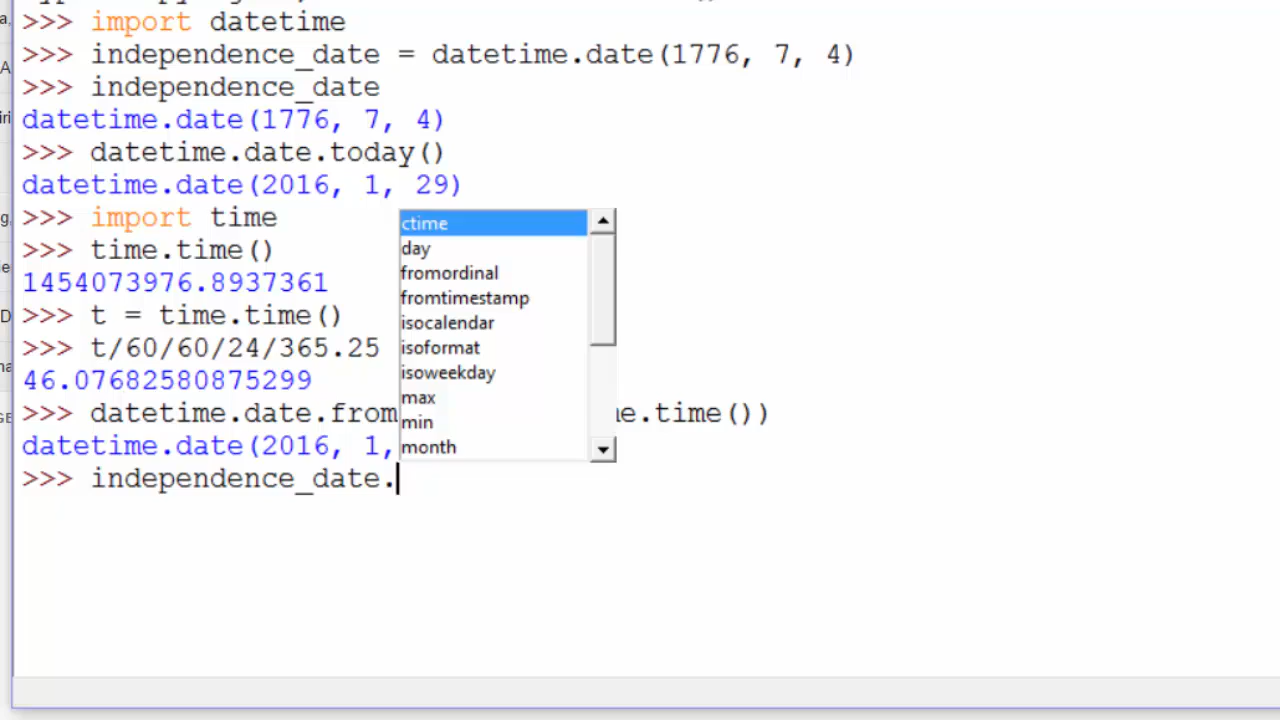 >>> import datetime
>>> independence_date = datetime.date(1776, 7, 4)
>>> independence_date
datetime.date(1776, 7, 4)
>>> datetime.date.today()
datetime.date(2016, 1, 29)
>>> import time
>>> time.time()
1454073976.8937361
>>> t = time.time()
>>> t/60/60/24/365.25
46.07682580875299
>>> datetime.date.from e.time())
datetime.date(2016, 1,
>>> independence_date.
ctime
day
fromordinal
fromtimestamp
isocalendar
isoformat
isoweekday
max
min
month